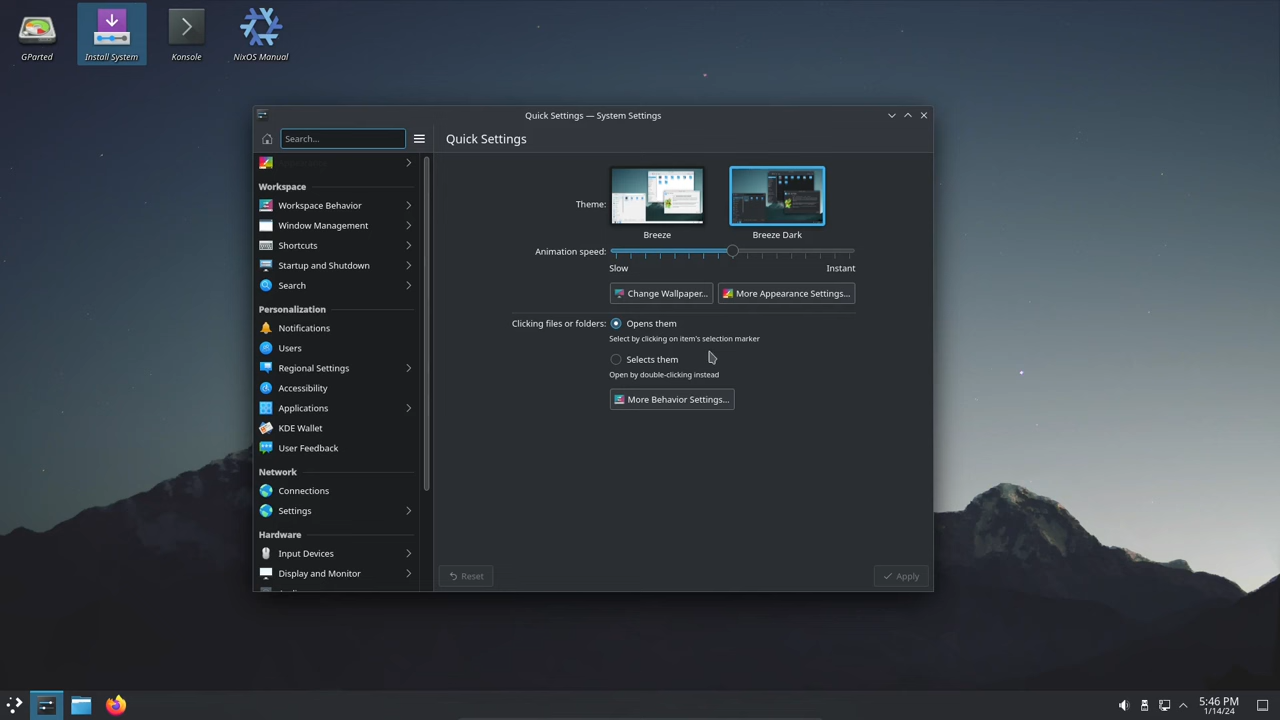 GParted
Install System
Konsole
NixOS Manual
Quick Settings — System Settings
Search...
Quick Settings
Workspace
Workspace Behavior
Window Management
Shortcuts
Startup and Shutdown
Search
Personalization
Notifications
Users
Regional Settings
Accessibility
Applications
KDE Wallet
User Feedback
Network
Connections
Settings
Hardware
Input Devices
Display and Monitor
Theme:
Breeze
Breeze Dark
Animation speed:
Slow
Instant
Change Wallpaper...
More Appearance Settings...
Clicking files or folders:
Opens them
Select by clicking on item's selection marker
Selects them
Open by double-clicking instead
More Behavior Settings...
Reset
Apply
5:46 PM
1/14/24